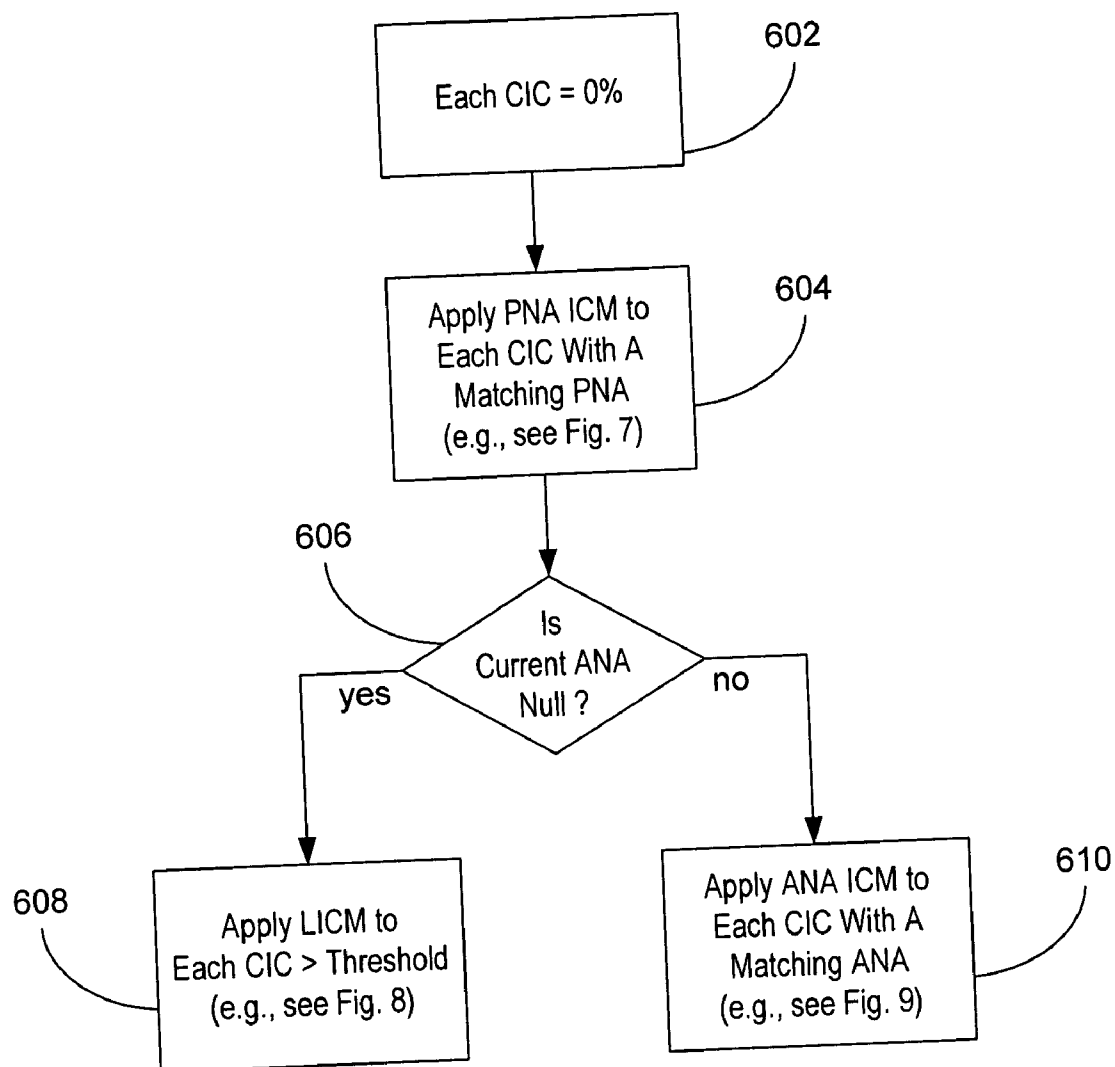 602
Each CIC = 0%
604
Apply PNA ICM to
Each CIC With A
Matching PNA
(e.g., see Fig. 7)
606
Is
Current ANA
Null ?
yes
no
608
Apply LICM to
Each CIC > Threshold
(e.g., see Fig. 8)
610
Apply ANA ICM to
Each CIC With A
Matching ANA
(e.g., see Fig. 9)